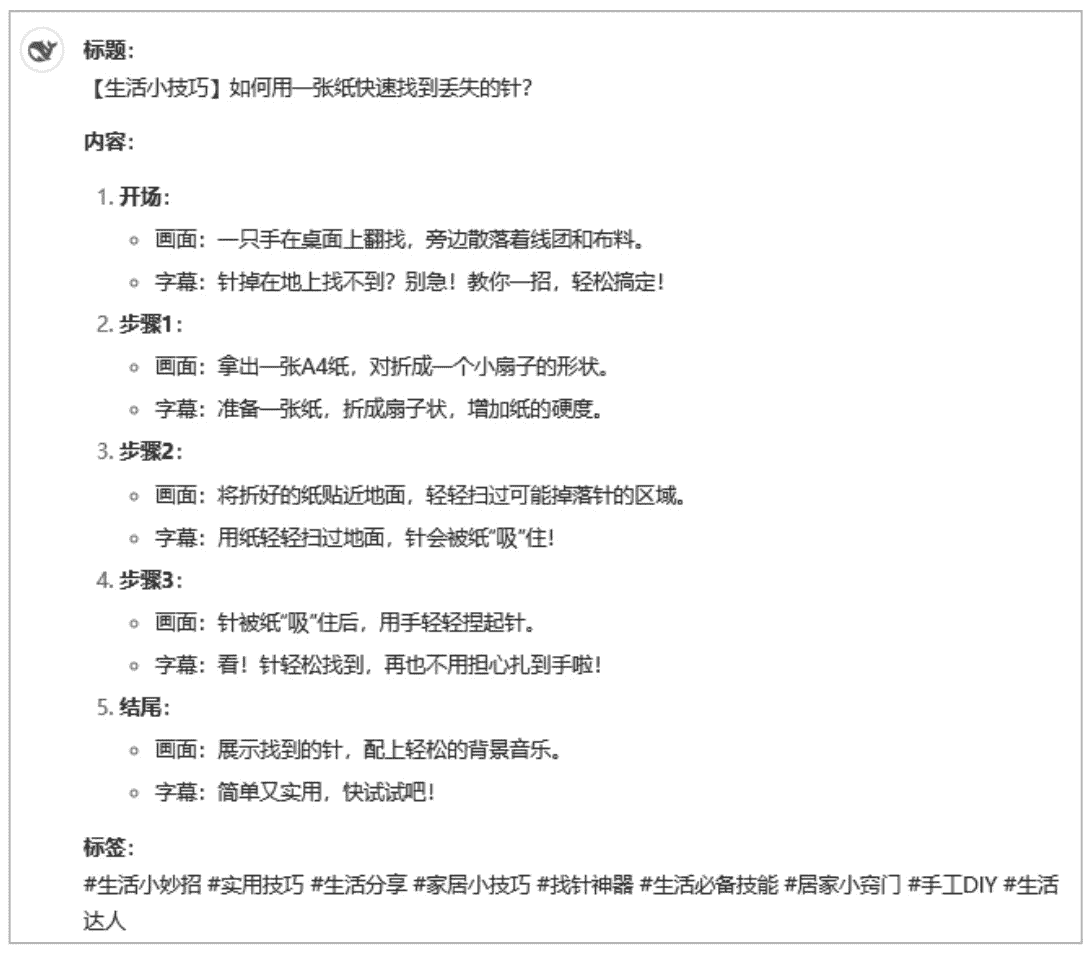 标题：
【生活小技巧】如何用一张纸快速找到丢失的针？
内容：
1. 开场：
◦ 画面：一只手在桌面上翻找，旁边散落着线团和布料。
◦ 字幕：针掉在地上找不到？别急！教你一招，轻松搞定！
2. 步骤1：
◦ 画面：拿出一张A4纸，对折成一个小扇子的形状。
◦ 字幕：准备一张纸，折成扇子状，增加纸的硬度。
3. 步骤2：
◦ 画面：将折好的纸贴近地面，轻轻扫过可能掉落针的区域。
◦ 字幕：用纸轻轻扫过地面，针会被纸“吸”住！
4. 步骤3：
◦ 画面：针被纸“吸”住后，用手轻轻捏起针。
◦ 字幕：看！针轻松找到，再也不用担心扎到手啦！
5. 结尾：
◦ 画面：展示找到的针，配上轻松的背景音乐。
◦ 字幕：简单又实用，快试试吧！
标签：
#生活小妙招 #实用技巧 #生活分享 #家居小技巧 #找针神器 #生活必备技能 #居家小窍门 #手工DIY #生活
达人